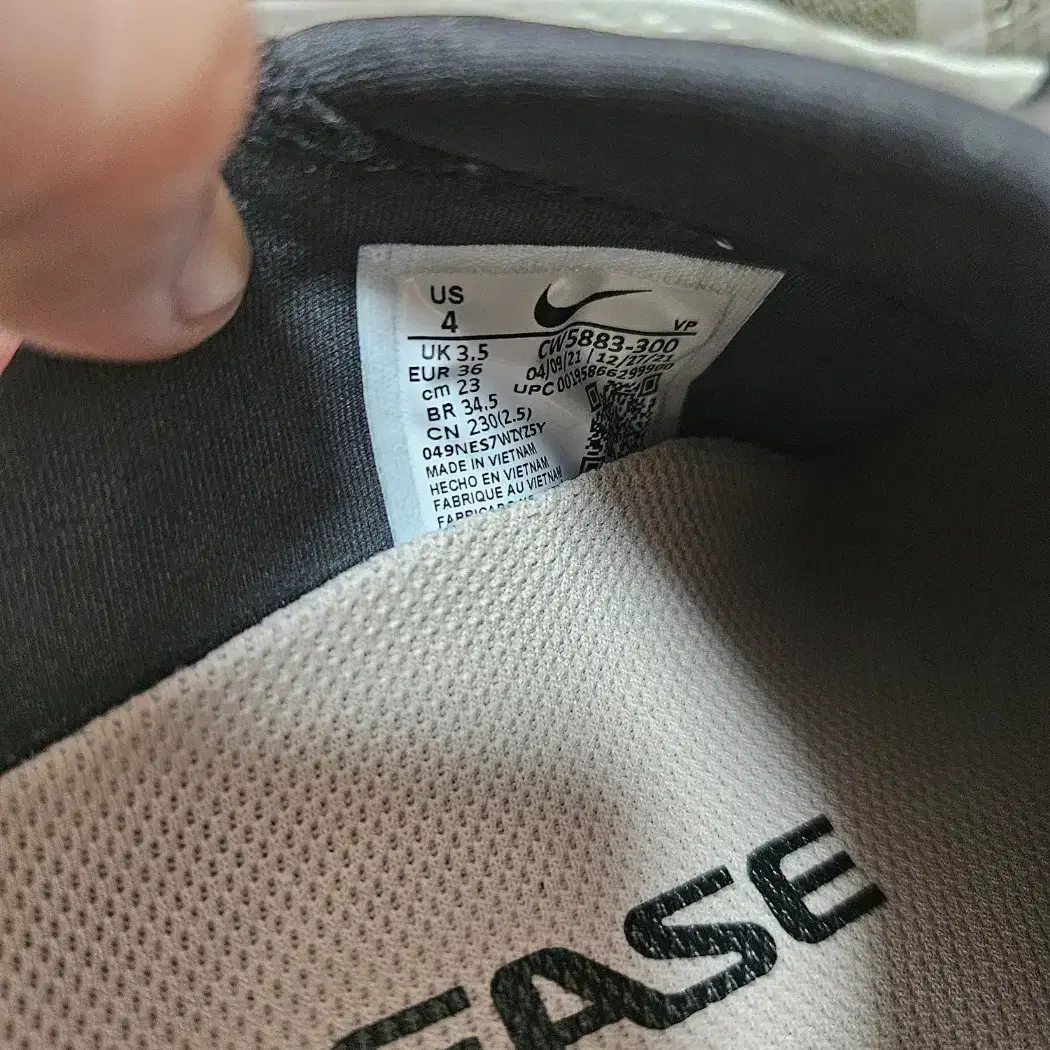 US
4
VP
UK 3.5
EUR 36
cm 23
BR 34.5
CN 230(2.5)
049NES7WZYZ5Y
CW5883-300
04/09/21 / 12/27/21
UPC 00195866299900
MADE IN VIETNAM
HECHO EN VIETNAM
FABRIQUE AU VIETNAM
EASE